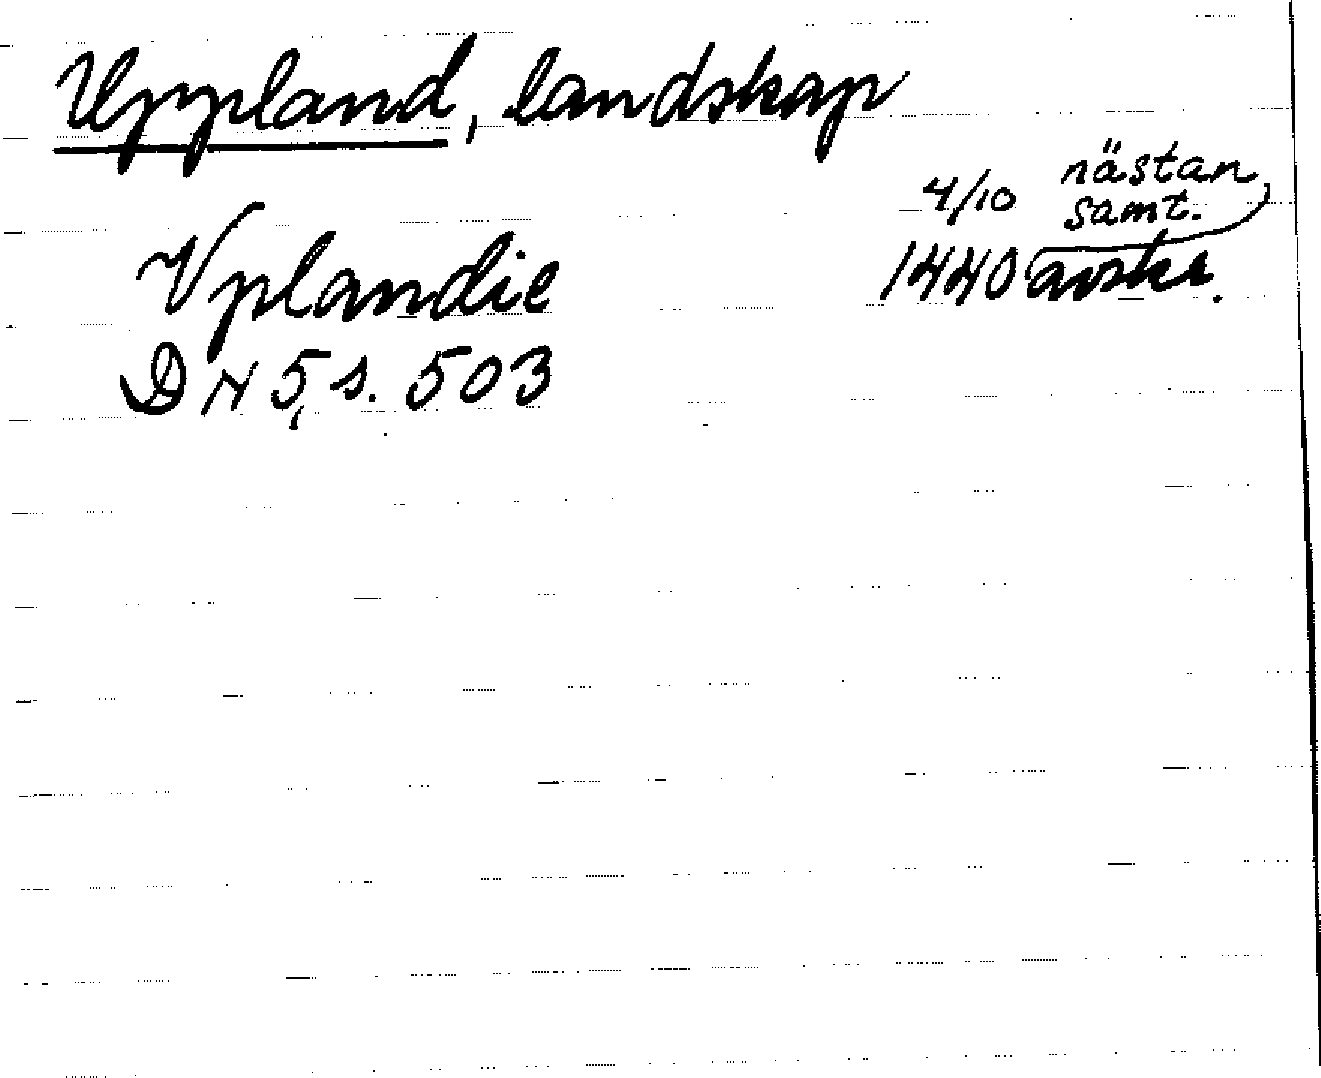 Uppland, landskap
4/10 nästan
samt.
1440 avskr.
Vplandie
DN 5, s. 503